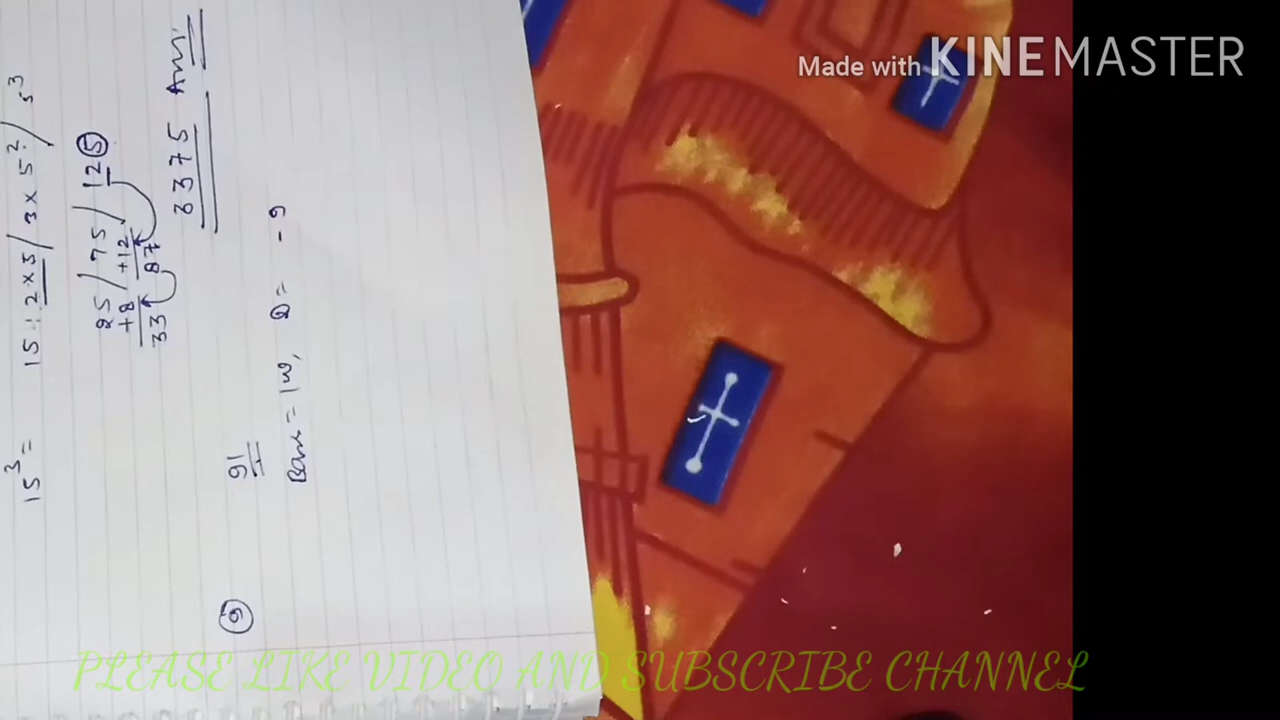 15³ = 15+2×5 / 3×5² / 5³
25 / 75 / 125
+8 +12
33 87
3375 Ans.
91
Base = 100, D = - 9
Made with KINEMASTER
PLEASE LIKE VIDEO AND SUBSCRIBE CHANNEL